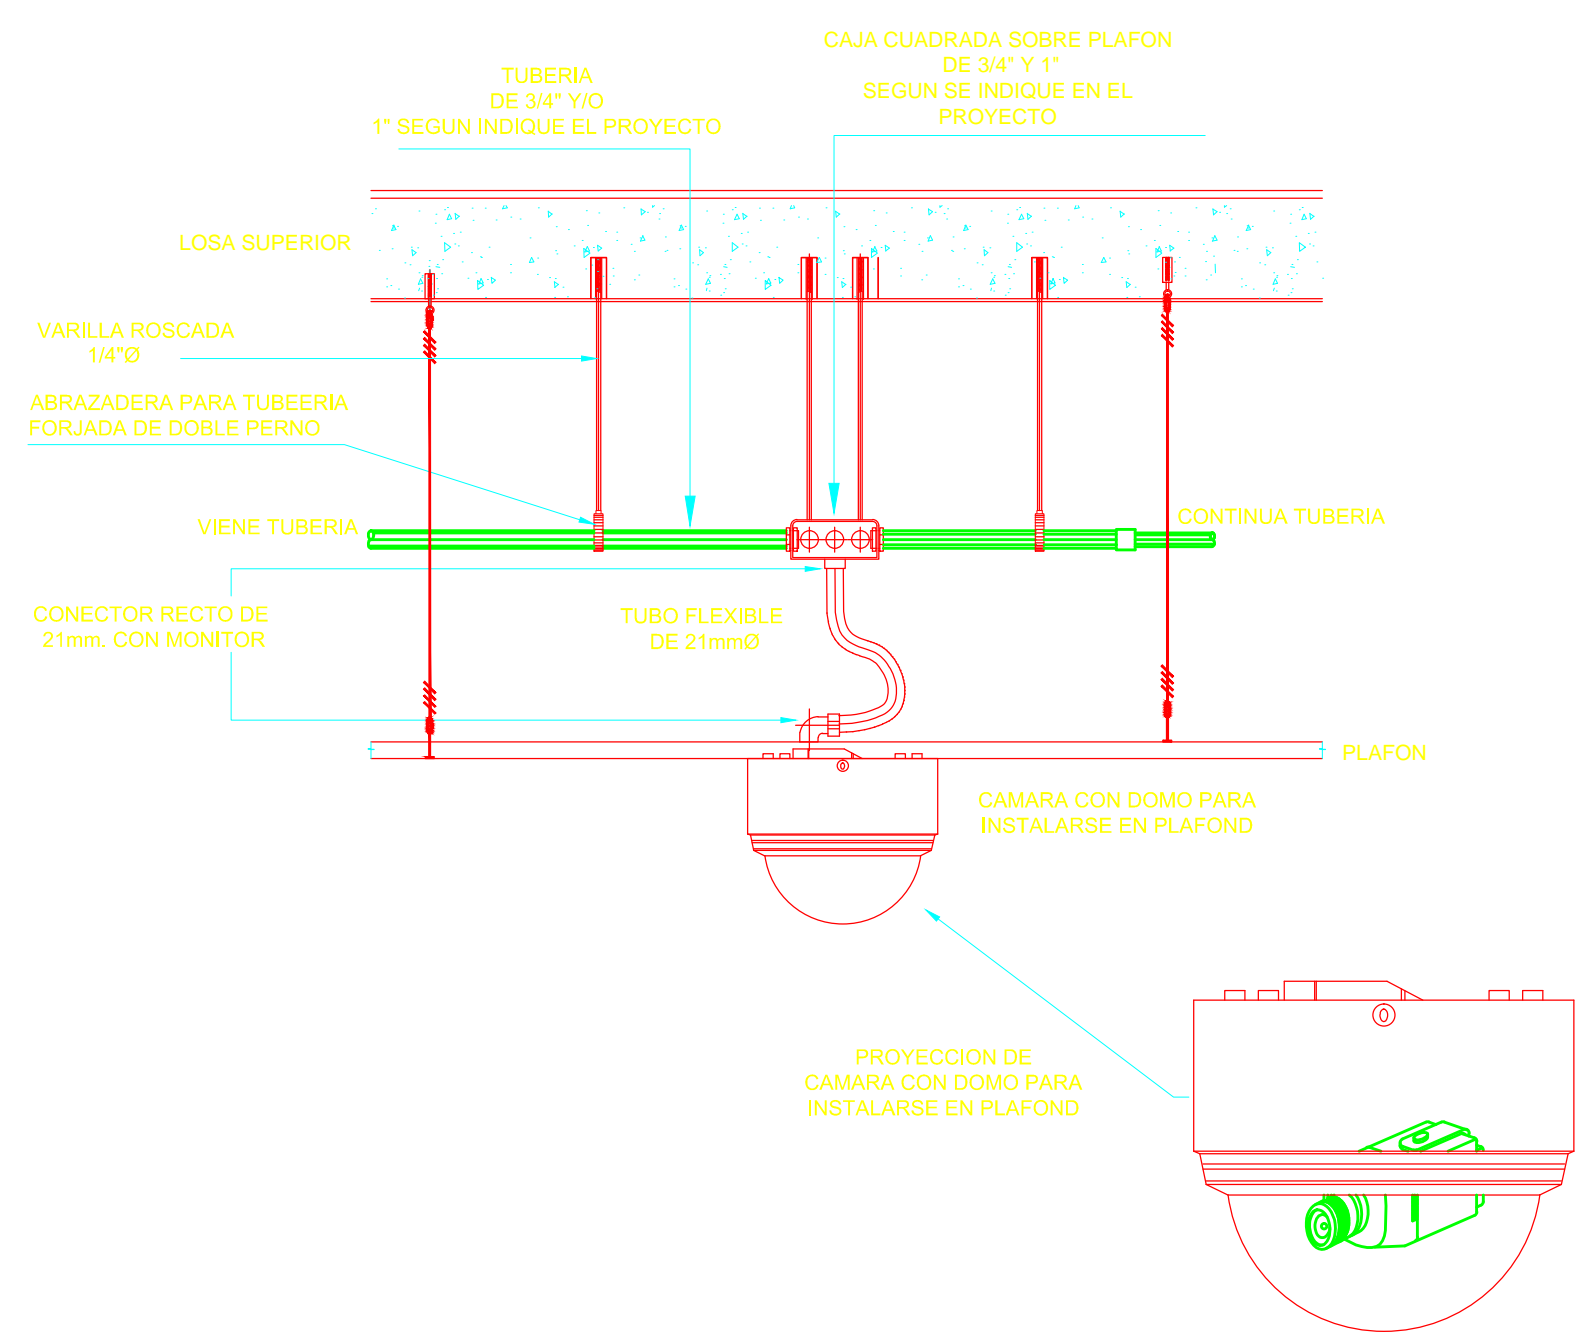 CAJA CUADRADA SOBRE PLAFON
DE 3/4" Y 1"
SEGUN SE INDIQUE EN EL
PROYECTO
TUBERIA
DE 3/4" Y/O
1" SEGUN INDIQUE EL PROYECTO
LOSA SUPERIOR
VARILLA ROSCADA
1/4"Ø
ABRAZADERA PARA TUBEERIA
FORJADA DE DOBLE PERNO
VIENE TUBERIA
CONTINUA TUBERIA
CONECTOR RECTO DE
21mm. CON MONITOR
TUBO FLEXIBLE
DE 21mmØ
PLAFON
CAMARA CON DOMO PARA
INSTALARSE EN PLAFOND
PROYECCION DE
CAMARA CON DOMO PARA
INSTALARSE EN PLAFOND